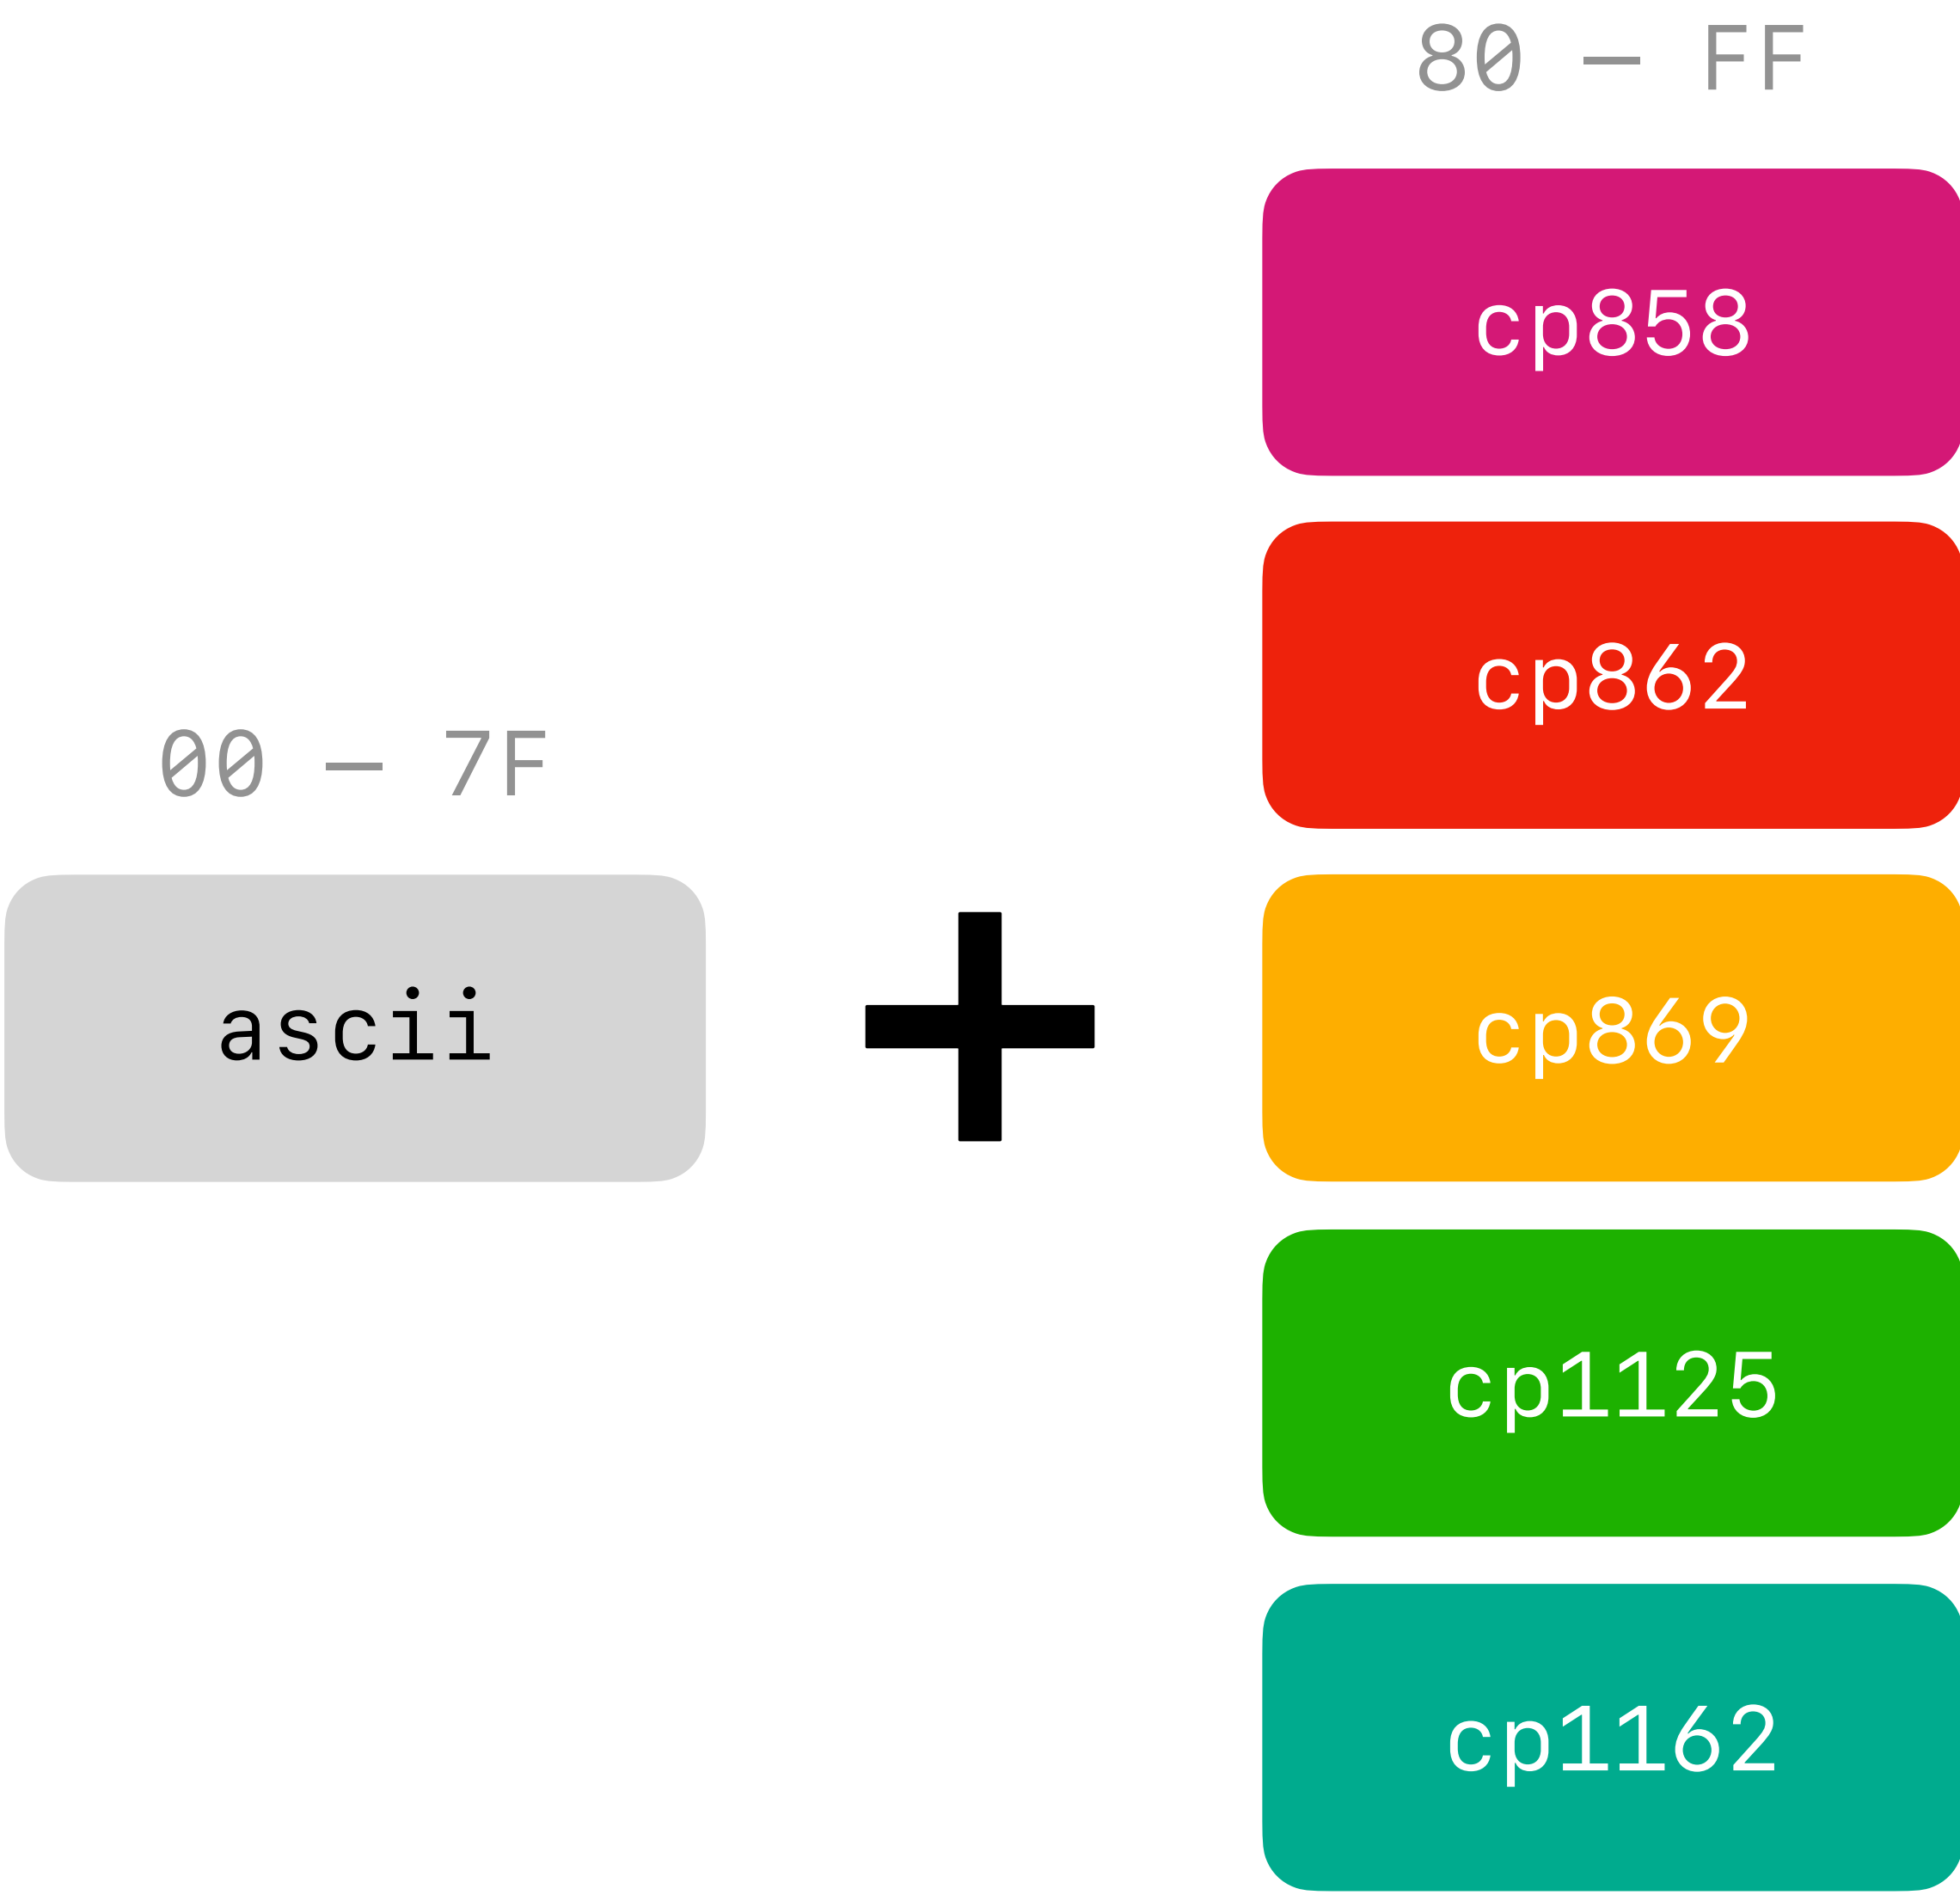 80 – FF
cp858
cp862
00 – 7F
ascii
+
cp869
cp1125
cp1162